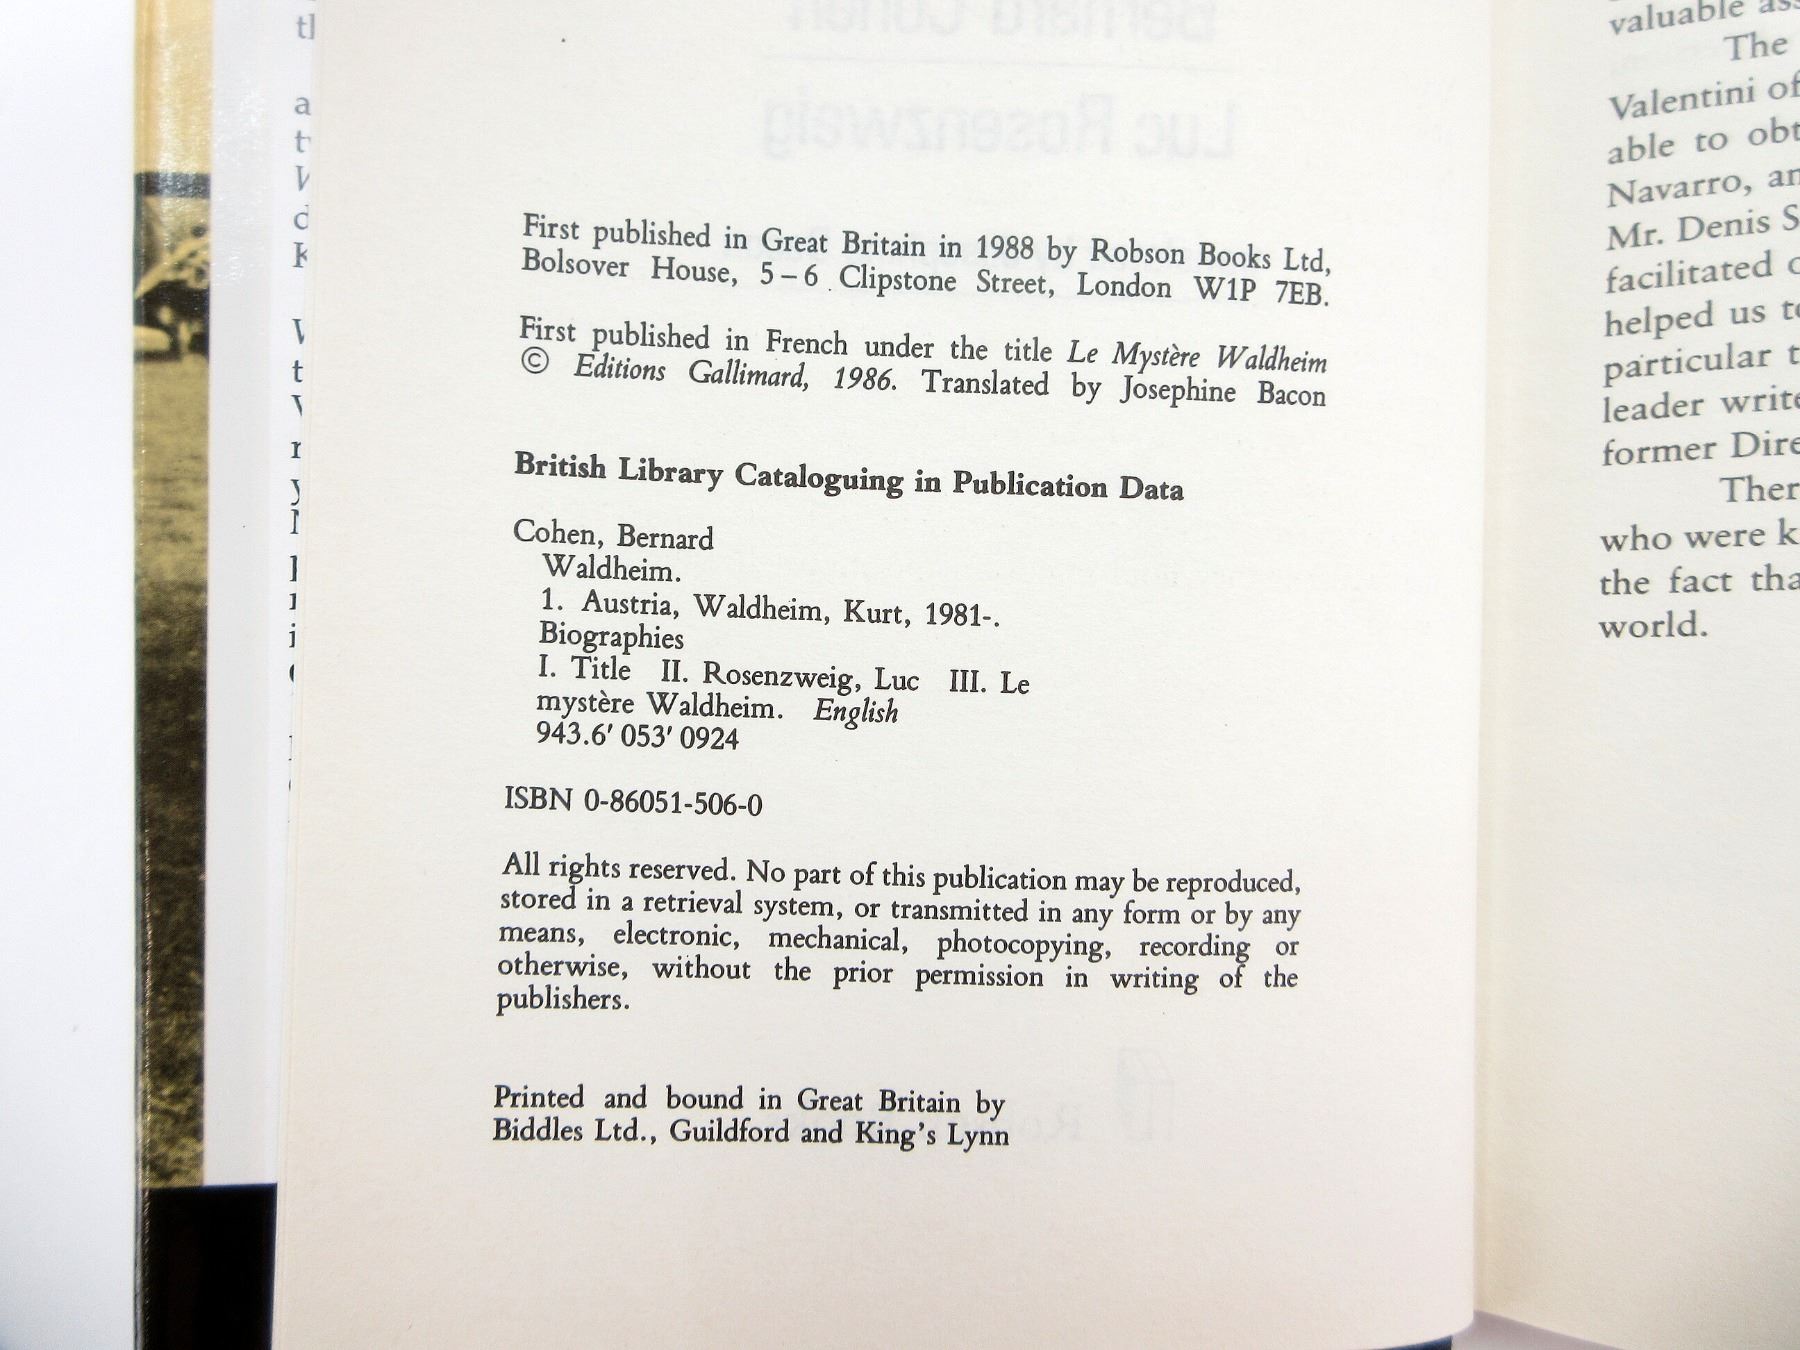 First published in Great Britain in 1988 by Robson Books Ltd,
Bolsover House, 5–6 Clipstone Street, London W1P 7EB.
First published in French under the title Le Mystère Waldheim
© Editions Gallimard, 1986. Translated by Josephine Bacon
British Library Cataloguing in Publication Data
Cohen, Bernard
Waldheim.
1. Austria, Waldheim, Kurt, 1981-.
Biographies
I. Title II. Rosenzweig, Luc III. Le
mystère Waldheim. English
943.6′ 053′ 0924
ISBN 0-86051-506-0
All rights reserved. No part of this publication may be reproduced,
stored in a retrieval system, or transmitted in any form or by any
means, electronic, mechanical, photocopying, recording or
otherwise, without the prior permission in writing of the
publishers.
Printed and bound in Great Britain by
Biddles Ltd., Guildford and King's Lynn
valuable
The
Valentini of
able to
Navarro,
Mr. Denis
facilitated
helped us
particular
leader
former
who were
the fact
world.